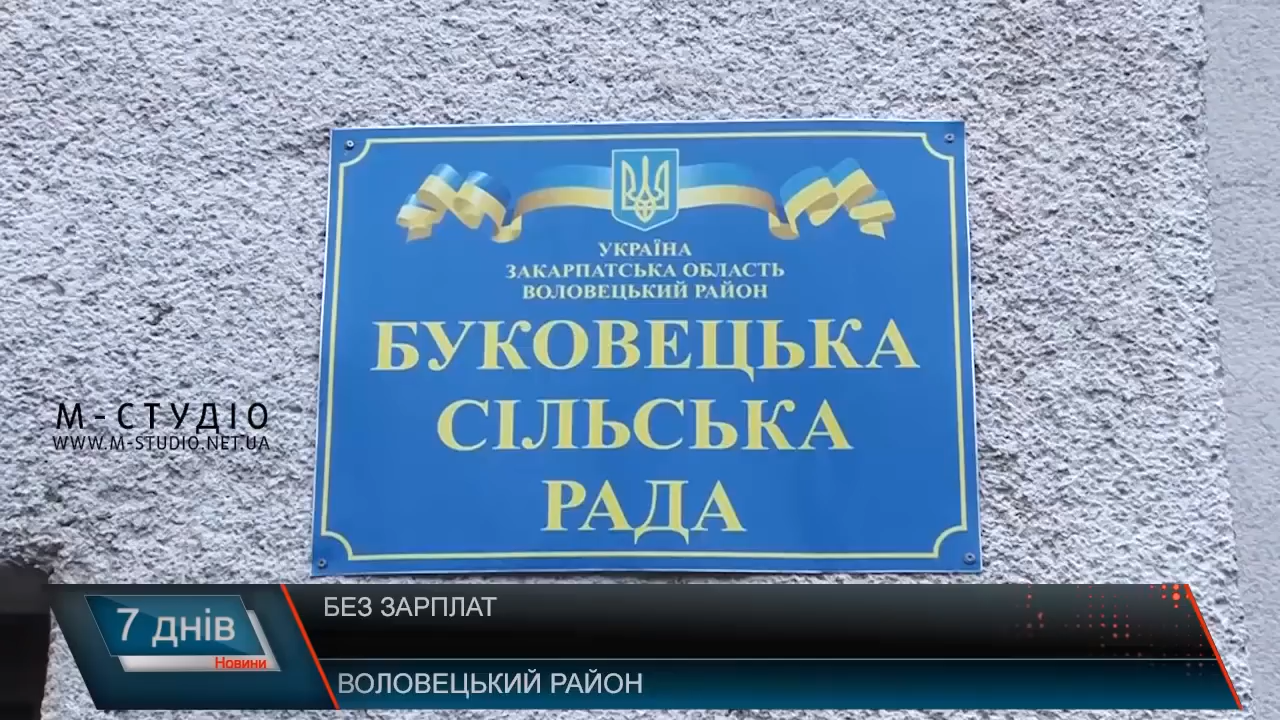 УКРАЇНА
ЗАКАРПАТСЬКА ОБЛАСТЬ
ВОЛОВЕЦЬКИЙ РАЙОН
БУКОВЕЦЬКА
СІЛЬСЬКА
РАДА
М-СТУДІО
WWW.M-STUDIO.NET.UA
7 днів
Новини
БЕЗ ЗАРПЛАТ
ВОЛОВЕЦЬКИЙ РАЙОН